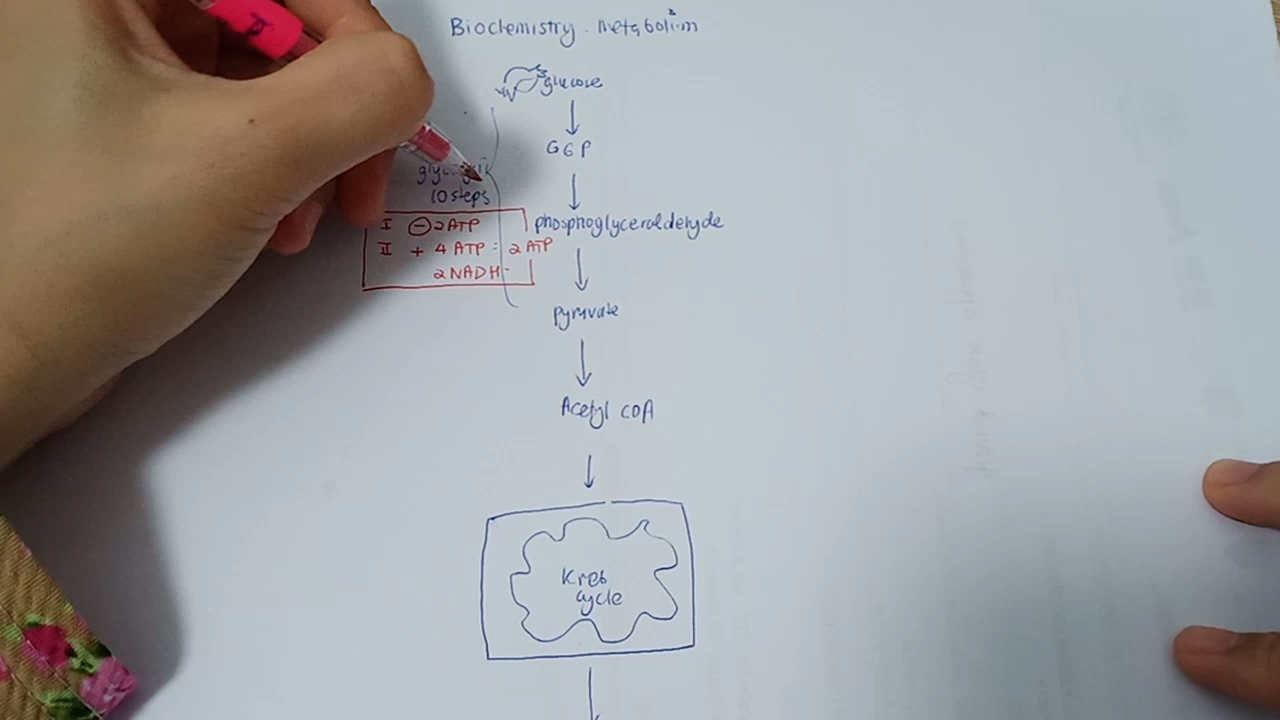 Biochemistry. Metabolism
glucose
G6P
10 steps
phosphoglyceraldehyde
I - 2 ATP
II + 4 ATP = 2 ATP
2 NADH
pyruvate
Acetyl COA
Kreb
cycle